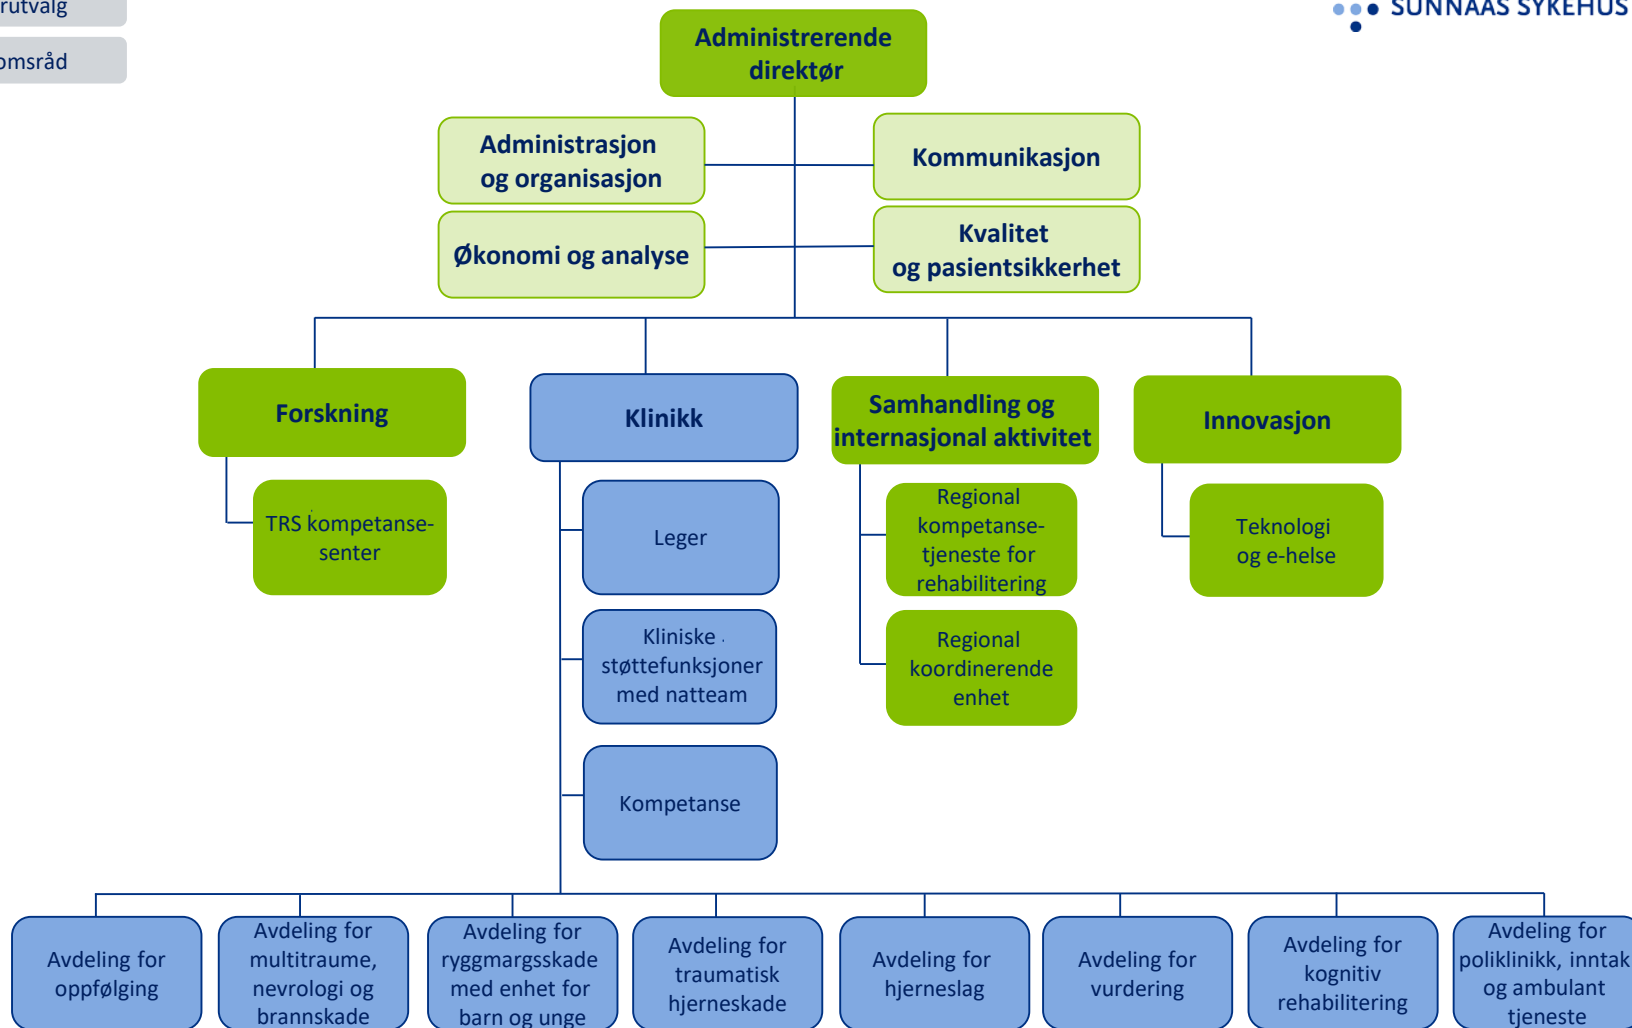 rutvalg
omsråd
SUNNAAS SYKEHUS
Administrerende
direktør
Administrasjon
og organisasjon
Kommunikasjon
Økonomi og analyse
Kvalitet
og pasientsikkerhet
Forskning
Klinikk
Samhandling og
internasjonal aktivitet
Innovasjon
TRS kompetanse-
senter
Leger
Regional
kompetanse-
tjeneste for
rehabilitering
Teknologi
og e-helse
Kliniske
støttefunksjoner
med natteam
Regional
koordinerende
enhet
Kompetanse
Avdeling for
oppfølging
Avdeling for
multitraume,
nevrologi og
brannskade
Avdeling for
ryggmargsskade
med enhet for
barn og unge
Avdeling for
traumatisk
hjerneskade
Avdeling for
hjerneslag
Avdeling for
vurdering
Avdeling for
kognitiv
rehabilitering
Avdeling for
poliklinikk, inntak
og ambulant
tjeneste